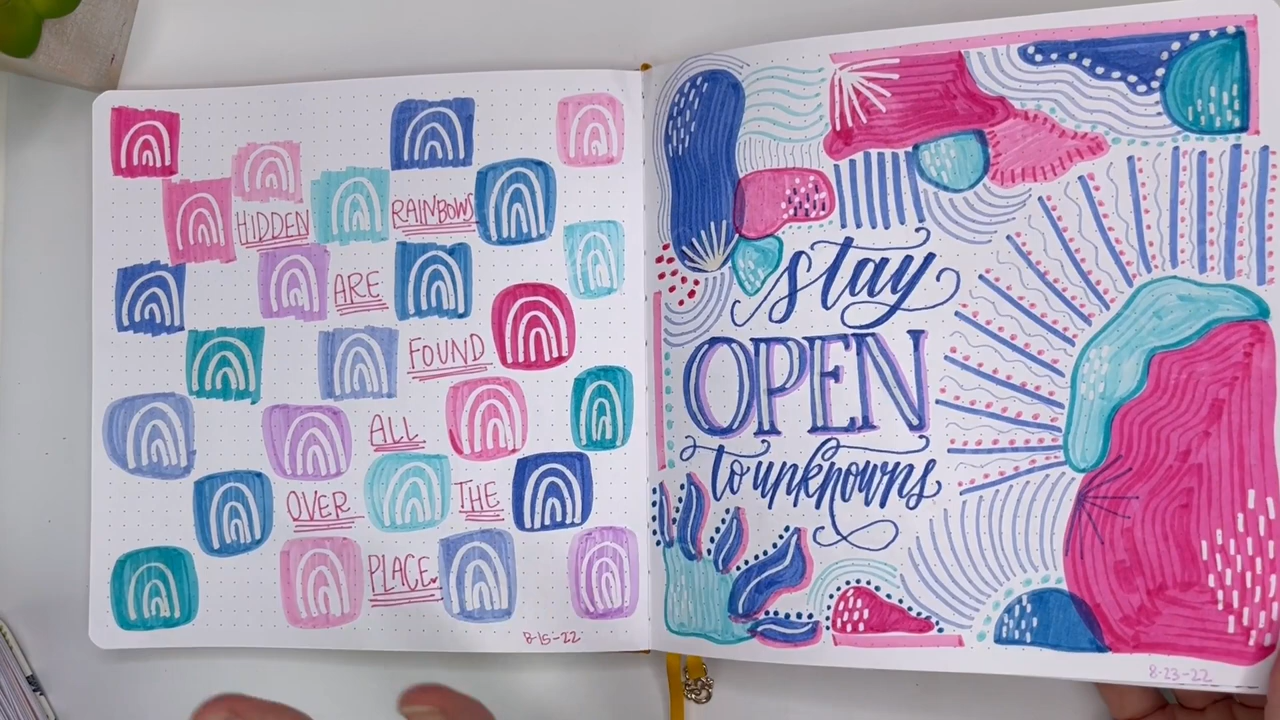 HIDDEN RAINBOWS
ARE
FOUND
ALL
OVER THE
PLACE.
8-15-22
stay
OPEN
to unknowns
8-23-22